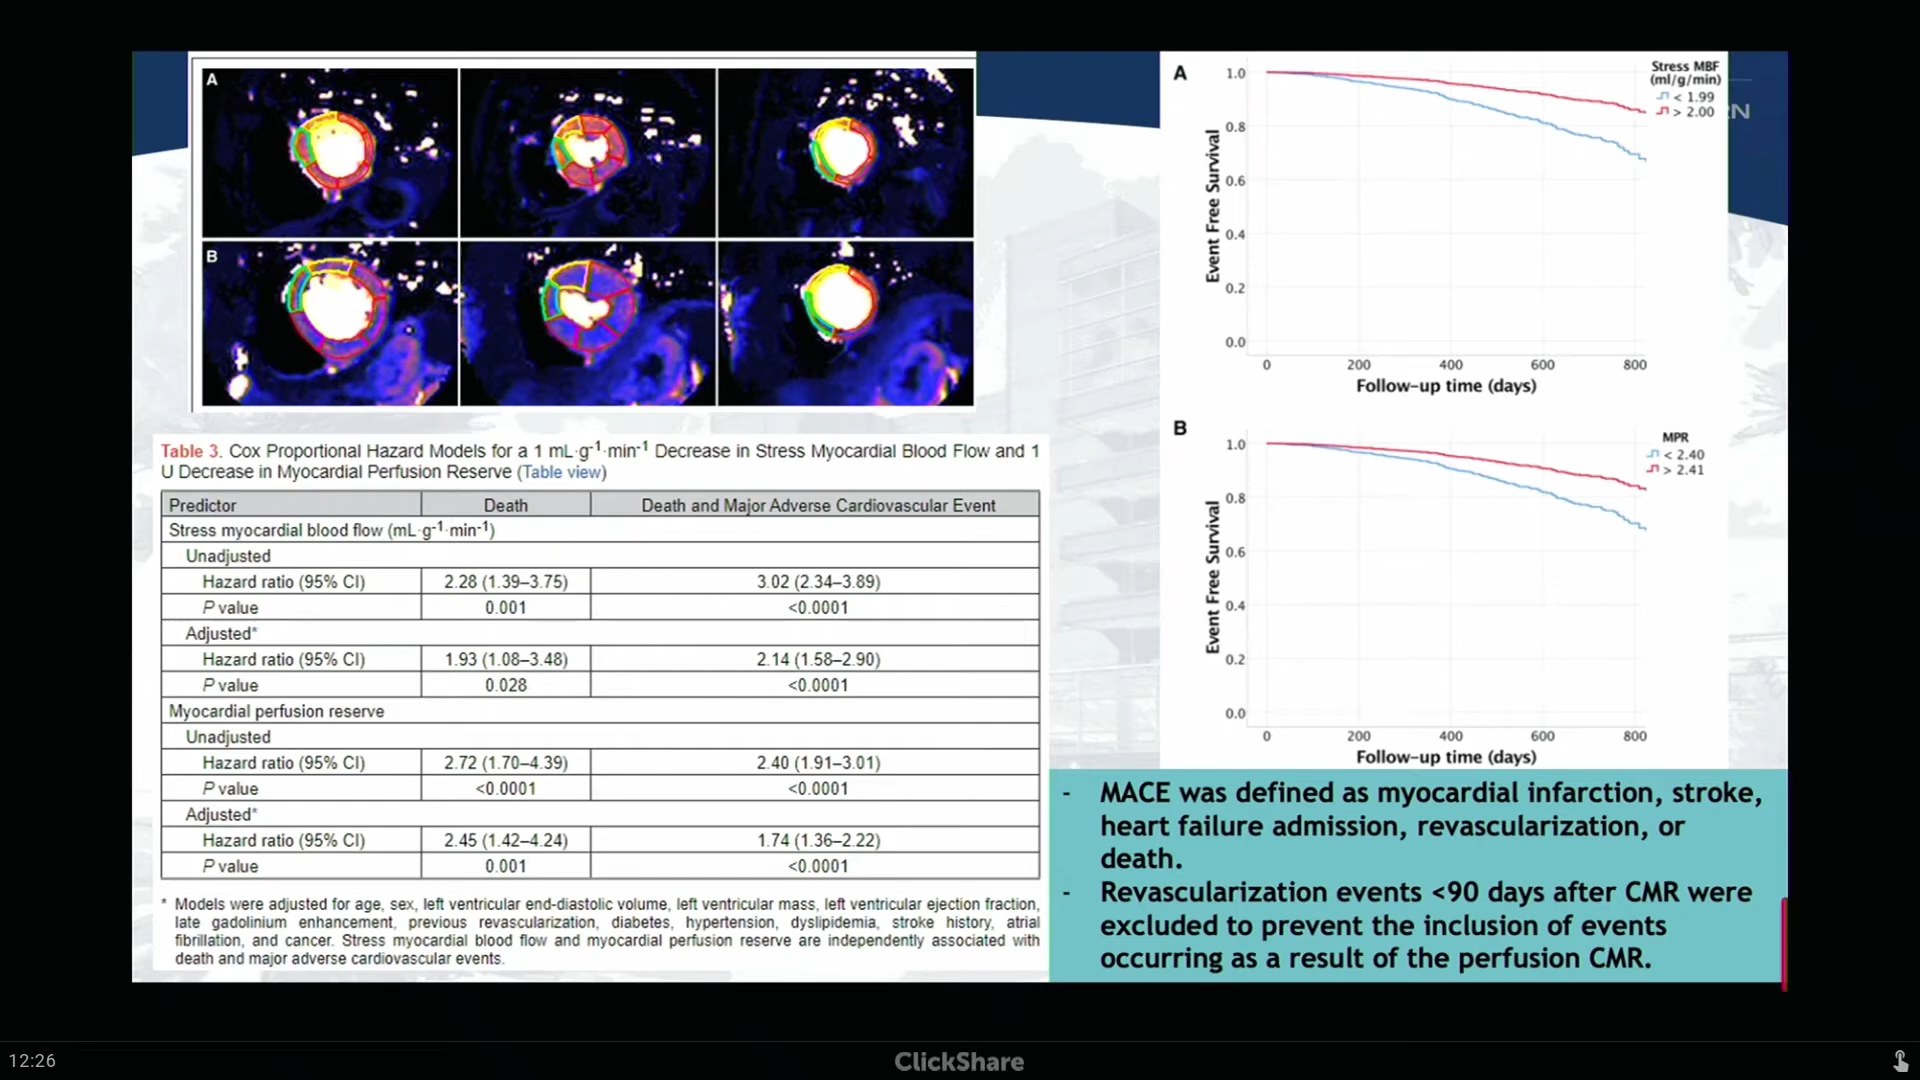 A
B
Table 3. Cox Proportional Hazard Models for a 1 mL·g-1·min-1 Decrease in Stress Myocardial Blood Flow and 1
U Decrease in Myocardial Perfusion Reserve (Table view)
Predictor Death Death and Major Adverse Cardiovascular Event
Stress myocardial blood flow (mL·g-1·min-1)
Unadjusted
Hazard ratio (95% CI) 2.28 (1.39–3.75) 3.02 (2.34–3.89)
P value 0.001 <0.0001
Adjusted*
Hazard ratio (95% CI) 1.93 (1.08–3.48) 2.14 (1.58–2.90)
P value 0.028 <0.0001
Myocardial perfusion reserve
Unadjusted
Hazard ratio (95% CI) 2.72 (1.70–4.39) 2.40 (1.91–3.01)
P value <0.0001 <0.0001
Adjusted*
Hazard ratio (95% CI) 2.45 (1.42–4.24) 1.74 (1.36–2.22)
P value 0.001 <0.0001
* Models were adjusted for age, sex, left ventricular end-diastolic volume, left ventricular mass, left ventricular ejection fraction,
late gadolinium enhancement, previous revascularization, diabetes, hypertension, dyslipidemia, stroke history, atrial
fibrillation, and cancer. Stress myocardial blood flow and myocardial perfusion reserve are independently associated with
death and major adverse cardiovascular events.
A
Stress MBF
(ml/g/min)
< 1.99
> 2.00
RN
Event Free Survival
1.0
0.8
0.6
0.4
0.2
0.0
0 200 400 600 800
Follow-up time (days)
B
MPR
< 2.40
> 2.41
Event Free Survival
1.0
0.8
0.6
0.4
0.2
0.0
0 200 400 600 800
Follow-up time (days)
- MACE was defined as myocardial infarction, stroke,
heart failure admission, revascularization, or
death.
- Revascularization events <90 days after CMR were
excluded to prevent the inclusion of events
occurring as a result of the perfusion CMR.
12:26
ClickShare